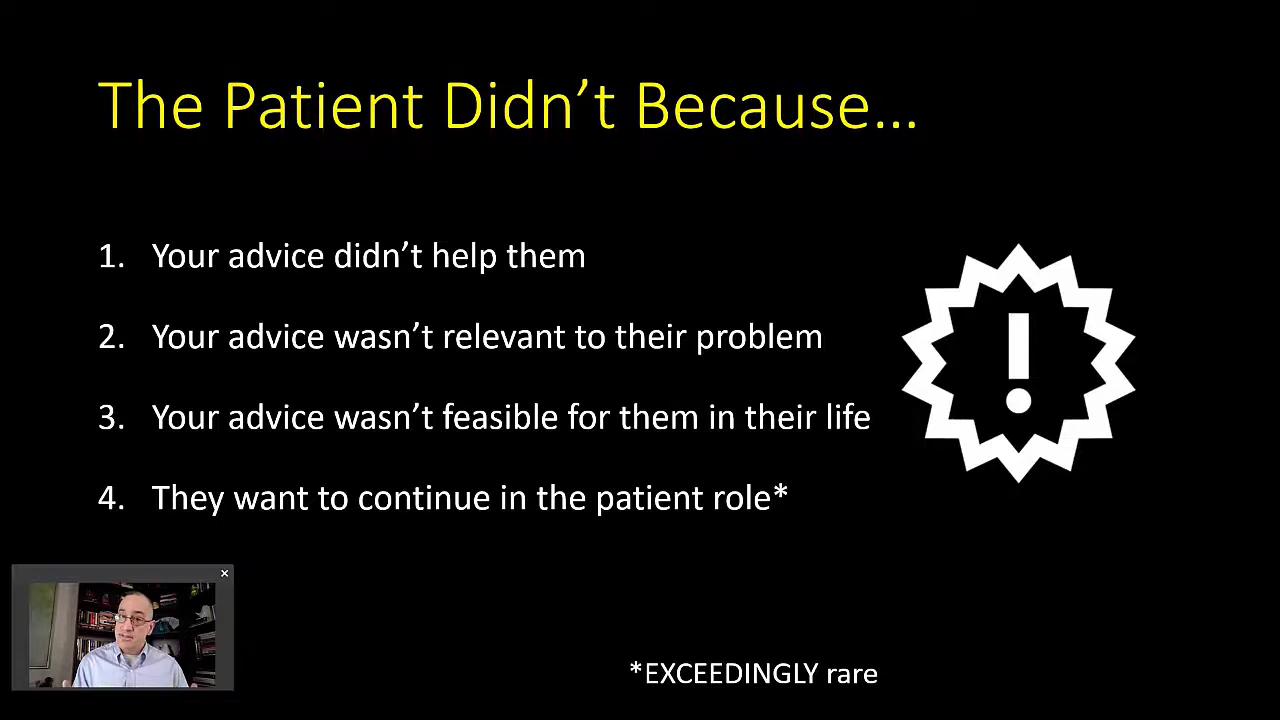 The Patient Didn’t Because…
1. Your advice didn’t help them
2. Your advice wasn’t relevant to their problem
3. Your advice wasn’t feasible for them in their life
4. They want to continue in the patient role*
*EXCEEDINGLY rare